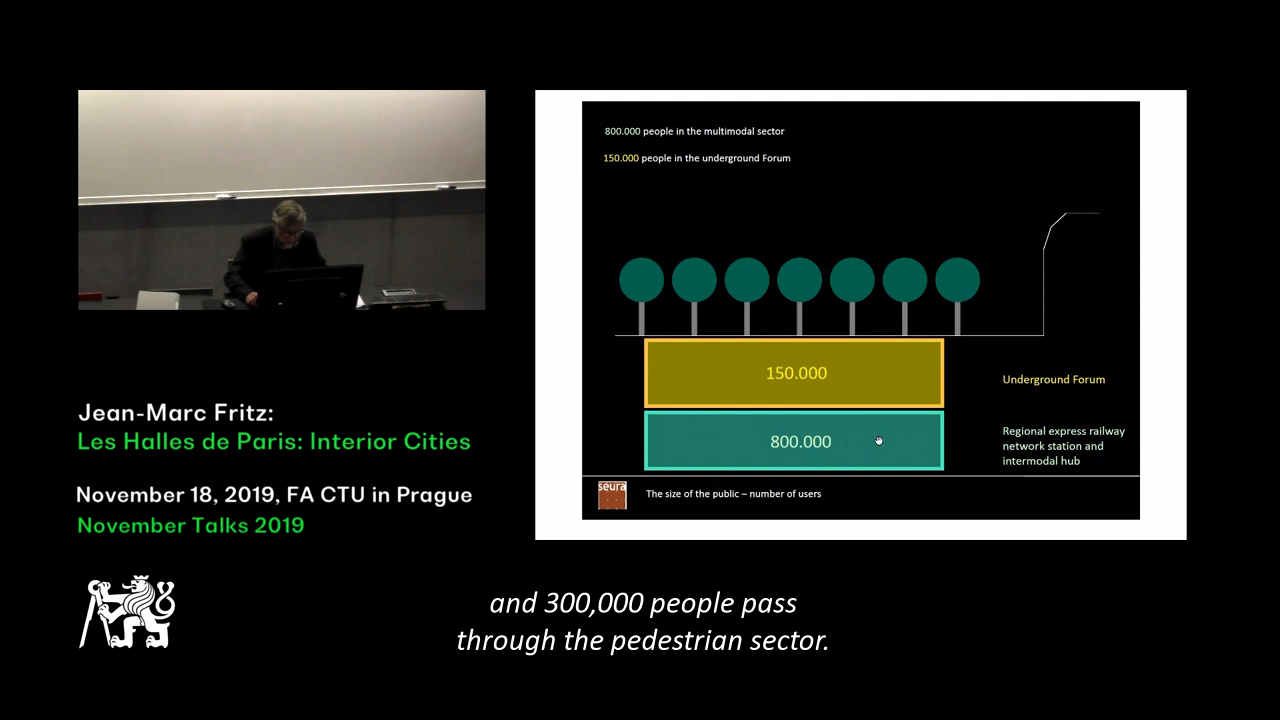 800.000 people in the multimodal sector
150.000 people in the underground Forum
150.000
Underground Forum
800.000
Regional express railway
network station and
intermodal hub
seura
The size of the public – number of users
Jean-Marc Fritz:
Les Halles de Paris: Interior Cities
November 18, 2019, FA CTU in Prague
November Talks 2019
and 300,000 people pass
through the pedestrian sector.